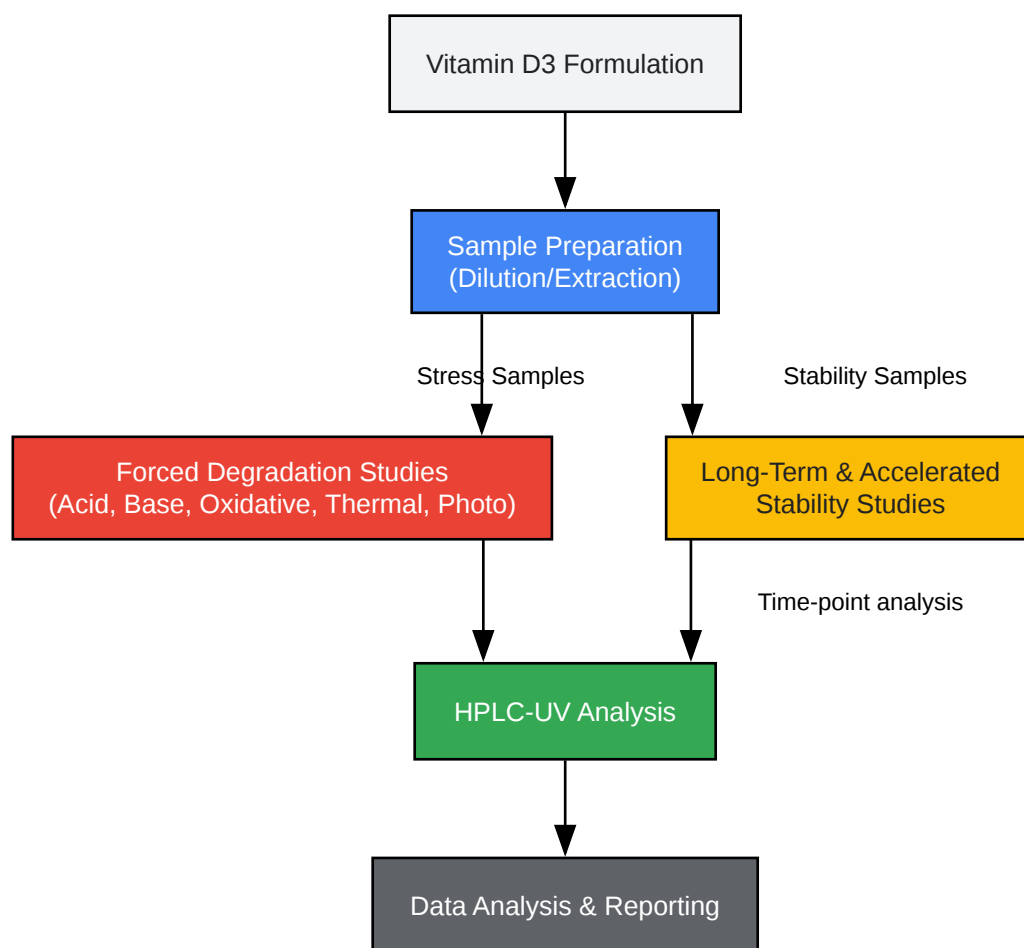 Vitamin D3 Formulation
Sample Preparation
(Dilution/Extraction)
Stress Samples
Stability Samples
Forced Degradation Studies
(Acid, Base, Oxidative, Thermal, Photo)
Long-Term & Accelerated
Stability Studies
Time-point analysis
HPLC-UV Analysis
Data Analysis & Reporting